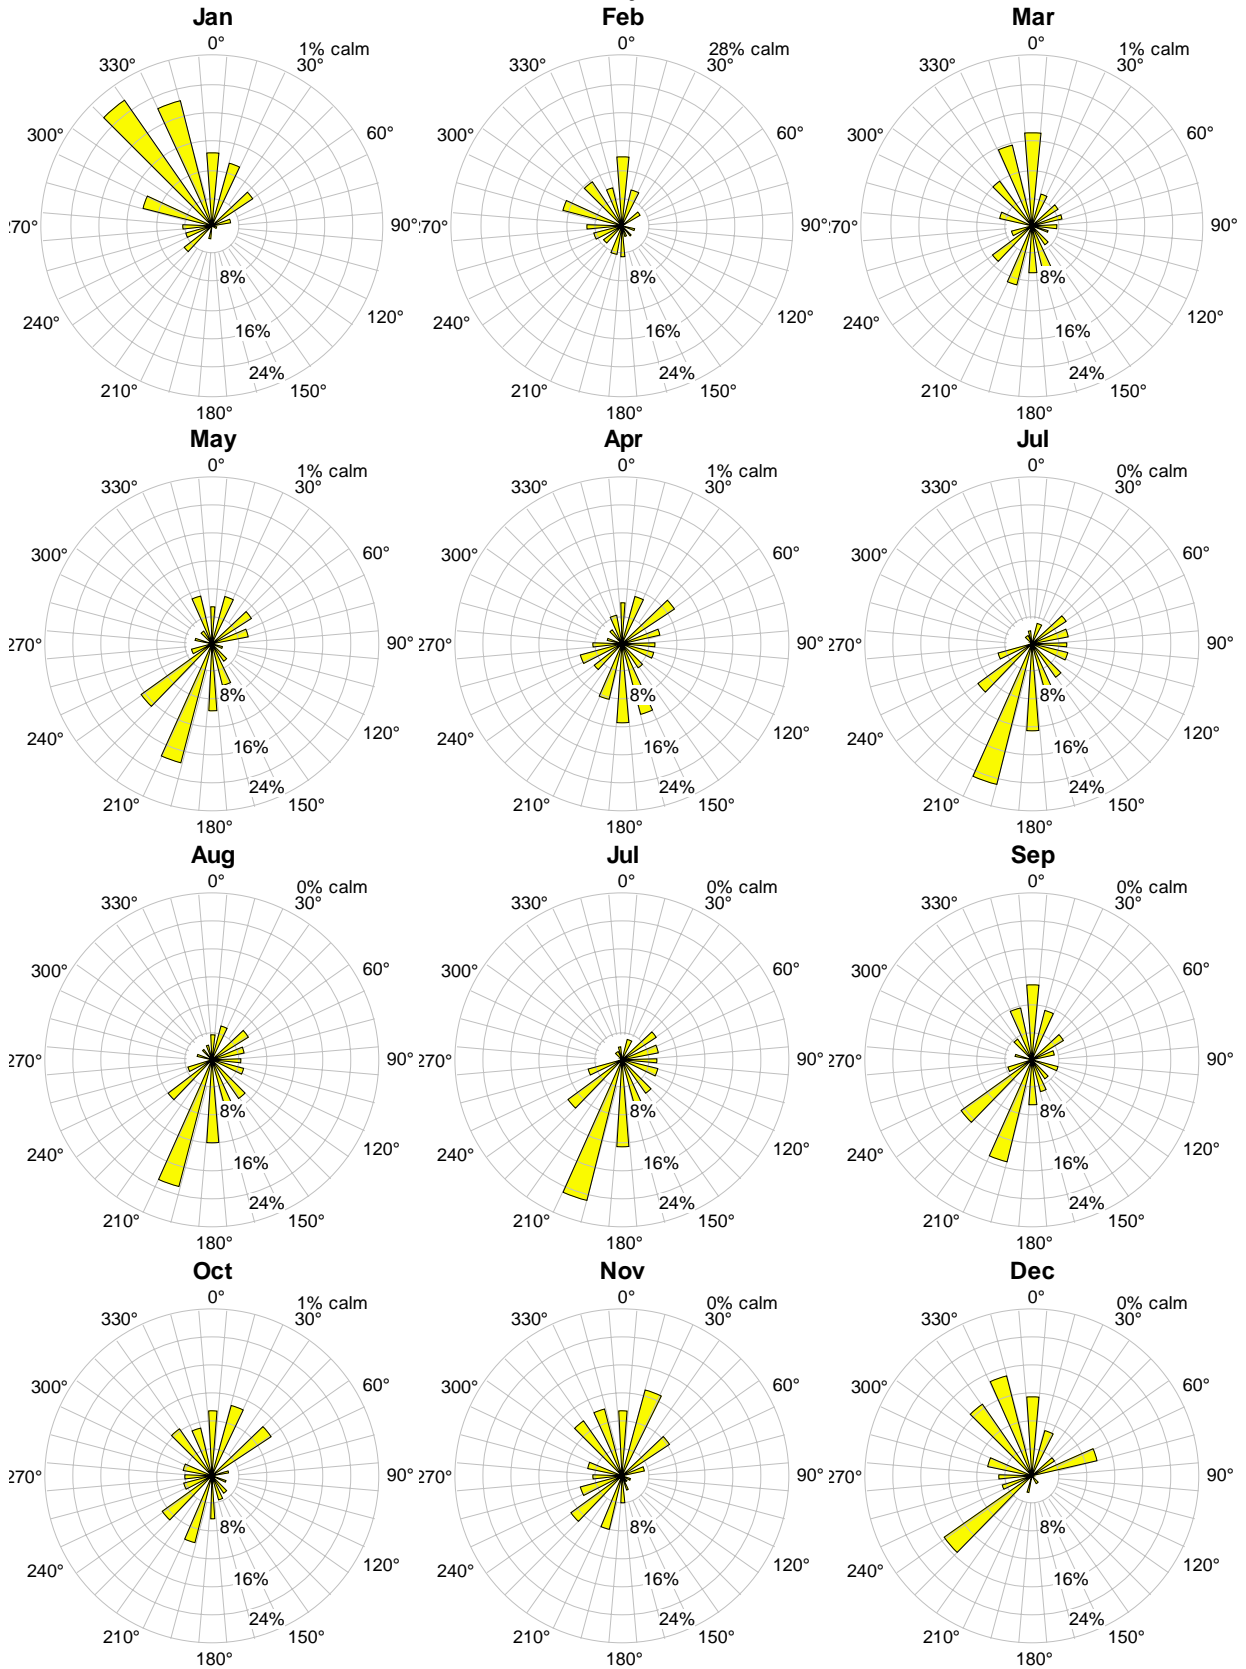 Jan Feb Mar
0° 1% calm 0° 28% calm 0° 1% calm
330° 30° 330° 30° 330° 30°
300° 60° 300° 60° 300° 60°
270° 90° 270° 90° 270° 90°
8% 8% 8%
240° 120° 240° 120° 240° 120°
16% 16% 16%
24% 24% 24%
210° 150° 210° 150° 210° 150°
180° 180° 180°
May Apr Jul
0° 1% calm 0° 1% calm 0° 0% calm
330° 30° 330° 30° 330° 30°
300° 60° 300° 60° 300° 60°
270° 90° 270° 90° 270° 90°
8% 8% 8%
240° 120° 240° 120° 240° 120°
16% 16% 16%
24% 24% 24%
210° 150° 210° 150° 210° 150°
180° 180° 180°
Aug Jul Sep
0° 0% calm 0° 0% calm 0° 0% calm
330° 30° 330° 30° 330° 30°
300° 60° 300° 60° 300° 60°
270° 90° 270° 90° 270° 90°
8% 8% 8%
240° 120° 240° 120° 240° 120°
16% 16% 16%
24% 24% 24%
210° 150° 210° 150° 210° 150°
180° 180° 180°
Oct Nov Dec
0° 1% calm 0° 0% calm 0° 0% calm
330° 30° 330° 30° 330° 30°
300° 60° 300° 60° 300° 60°
270° 90° 270° 90° 270° 90°
8% 8% 8%
240° 120° 240° 120° 240° 120°
16% 16% 16%
24% 24% 24%
210° 150° 210° 150° 210° 150°
180° 180° 180°